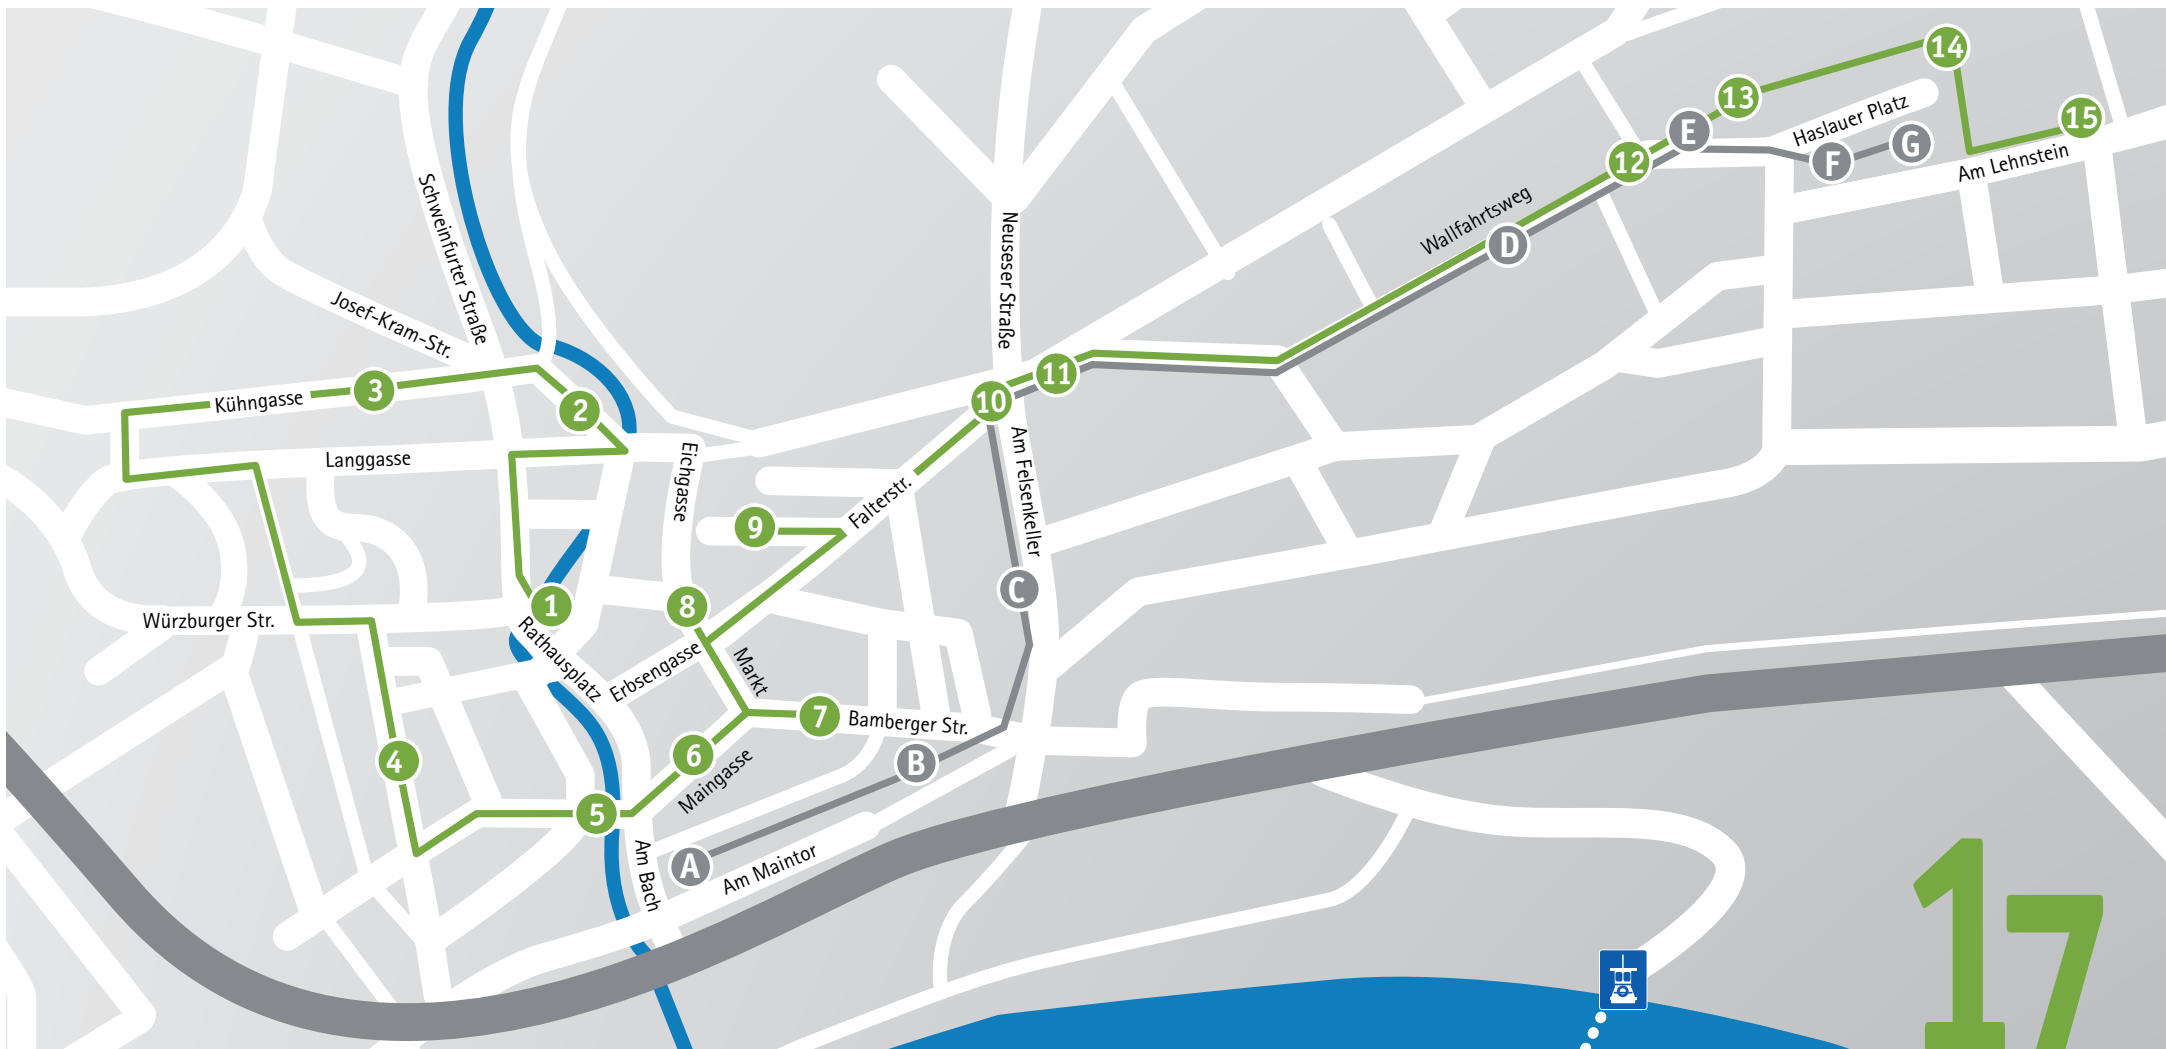 14
13
15
E
Haslauer Platz
G
F
12
Am Lehnstein
Schweinfurter Straße
Wallfahrtsweg
D
Neuseser Straße
Josef-Kram-Str.
11
3
Kühngasse
10
2
Langgasse
Eichgasse
Am Felsenkeller
Falterstr.
9
C
1
8
Würzburger Str.
Rathausplatz
Erbsengasse
Markt
7
Bamberger Str.
6
4
B
Maingasse
5
Am Bach
A
Am Maintor
17